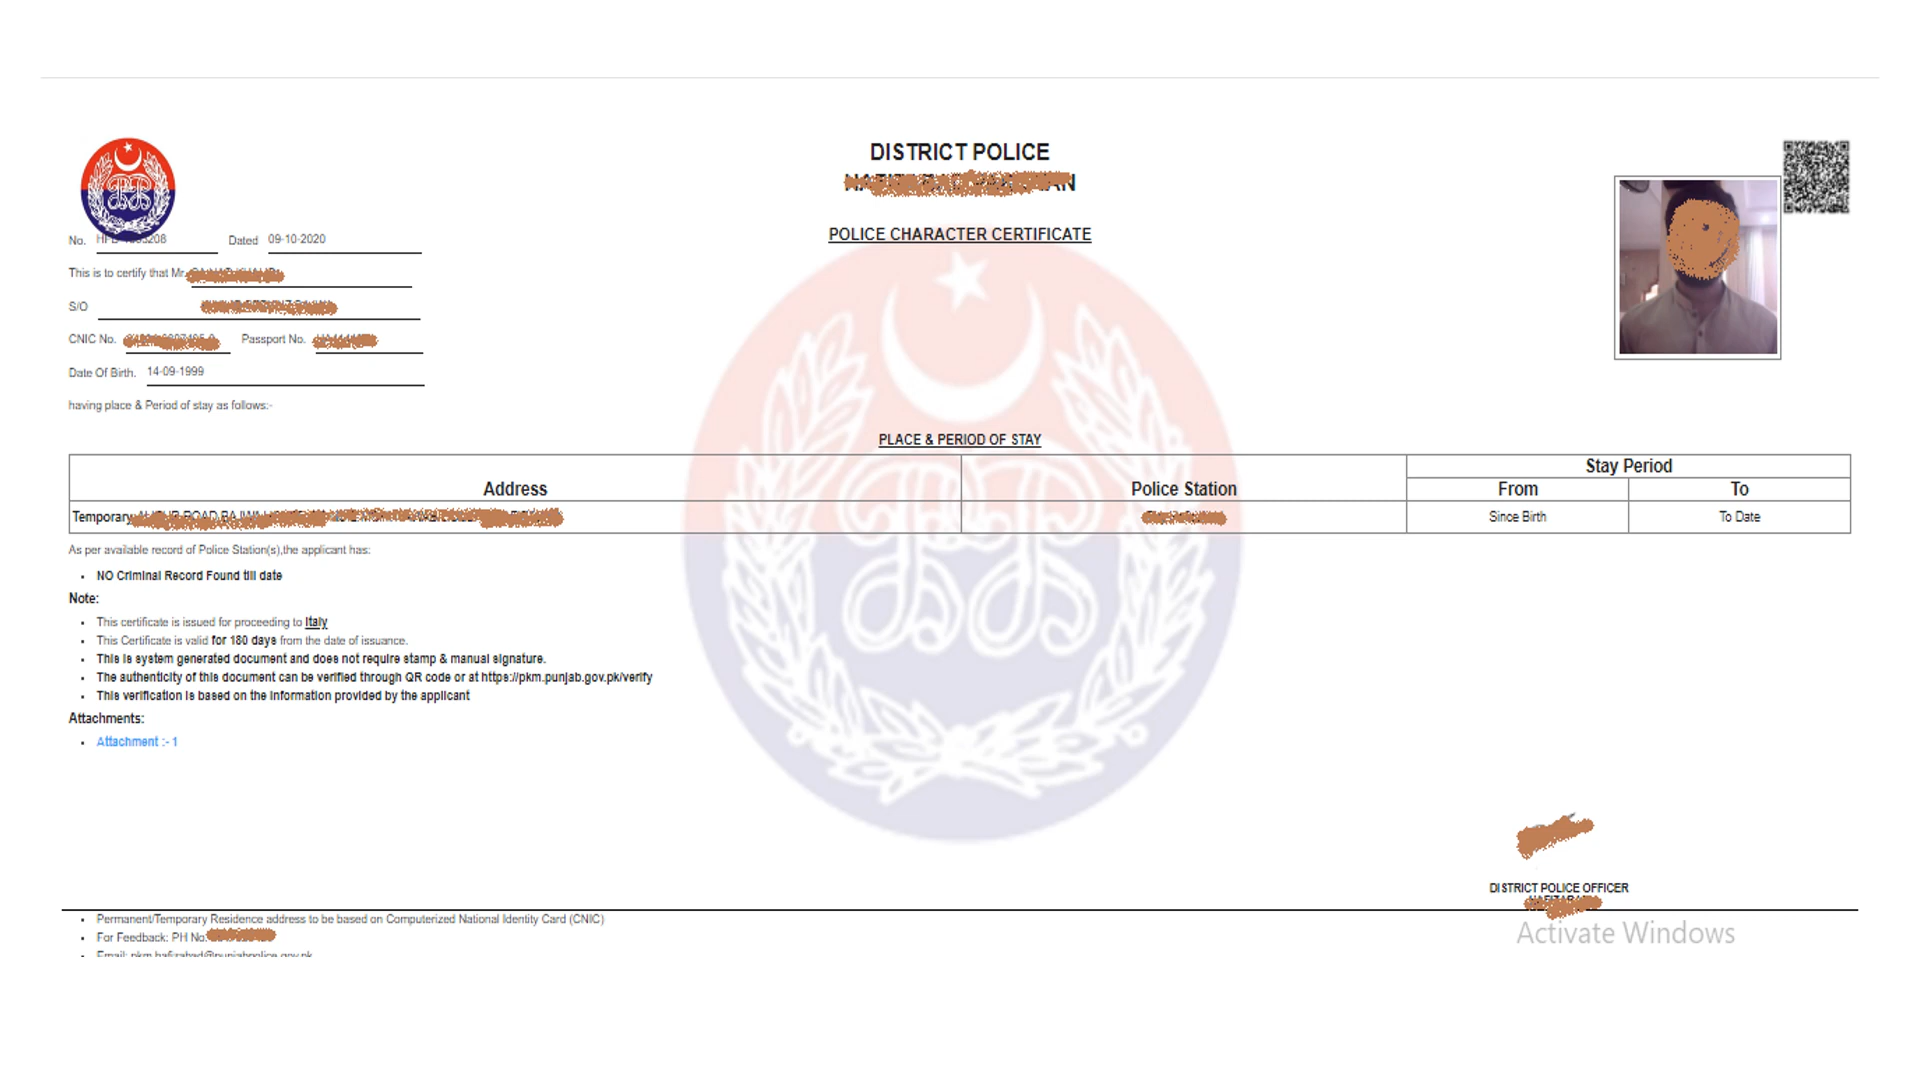 DISTRICT POLICE
POLICE CHARACTER CERTIFICATE
No. Dated 09-10-2020
This is to certify that Mr.
S/O
CNIC No. Passport No.
Date Of Birth. 14-09-1999
having place & Period of stay as follows:-
PLACE & PERIOD OF STAY
Address Police Station Stay Period
From To
Temporary Since Birth To Date
As per available record of Police Station(s),the applicant has:
• NO Criminal Record Found till date
Note:
• This certificate is issued for proceeding to Italy
• This Certificate is valid for 180 days from the date of issuance.
• This is system generated document and does not require stamp & manual signature.
• The authenticity of this document can be verified through QR code or at https://pkm.punjab.gov.pk/verify
• This verification is based on the information provided by the applicant
Attachments:
• Attachment :- 1
DISTRICT POLICE OFFICER
• Permanent/Temporary Residence address to be based on Computerized National Identity Card (CNIC)
• For Feedback: PH No:
• Email:
Activate Windows